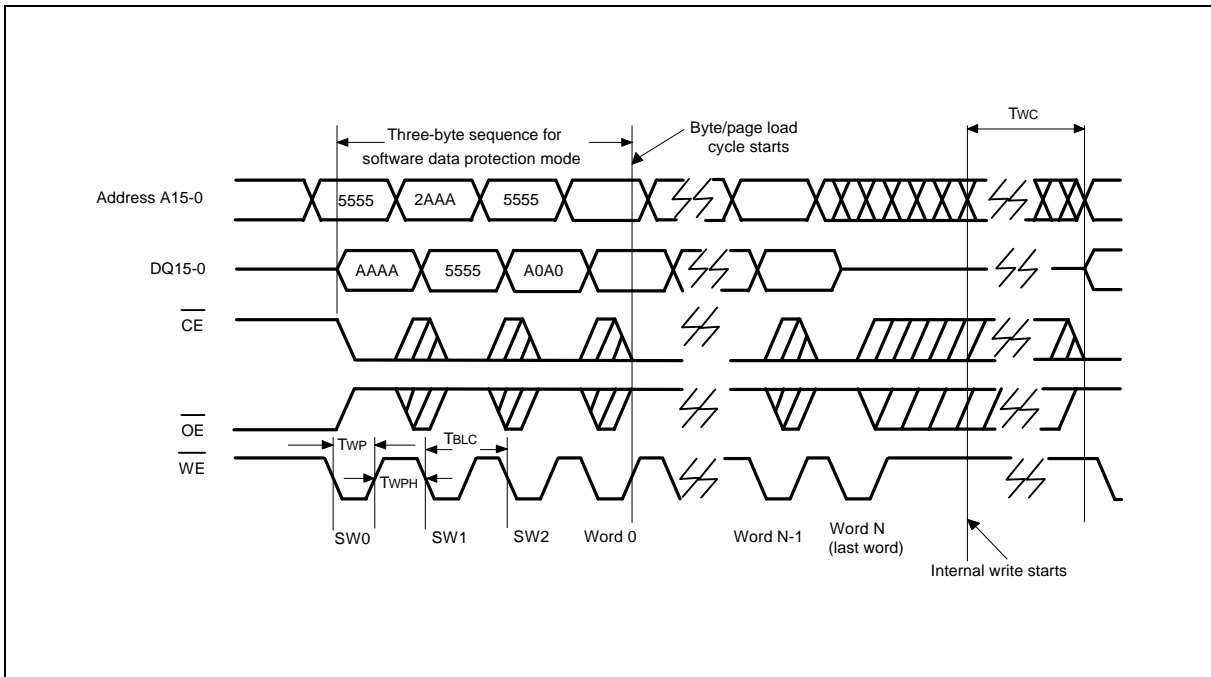 TWC
Three-byte sequence for
software data protection mode
Byte/page load
cycle starts
Address A15-0
5555
2AAA
5555
DQ15-0
AAAA
5555
A0A0
CE
OE
TWP
TBLC
WE
TWPH
SW0
SW1
SW2
Word 0
Word N-1
Word N
(last word)
Internal write starts